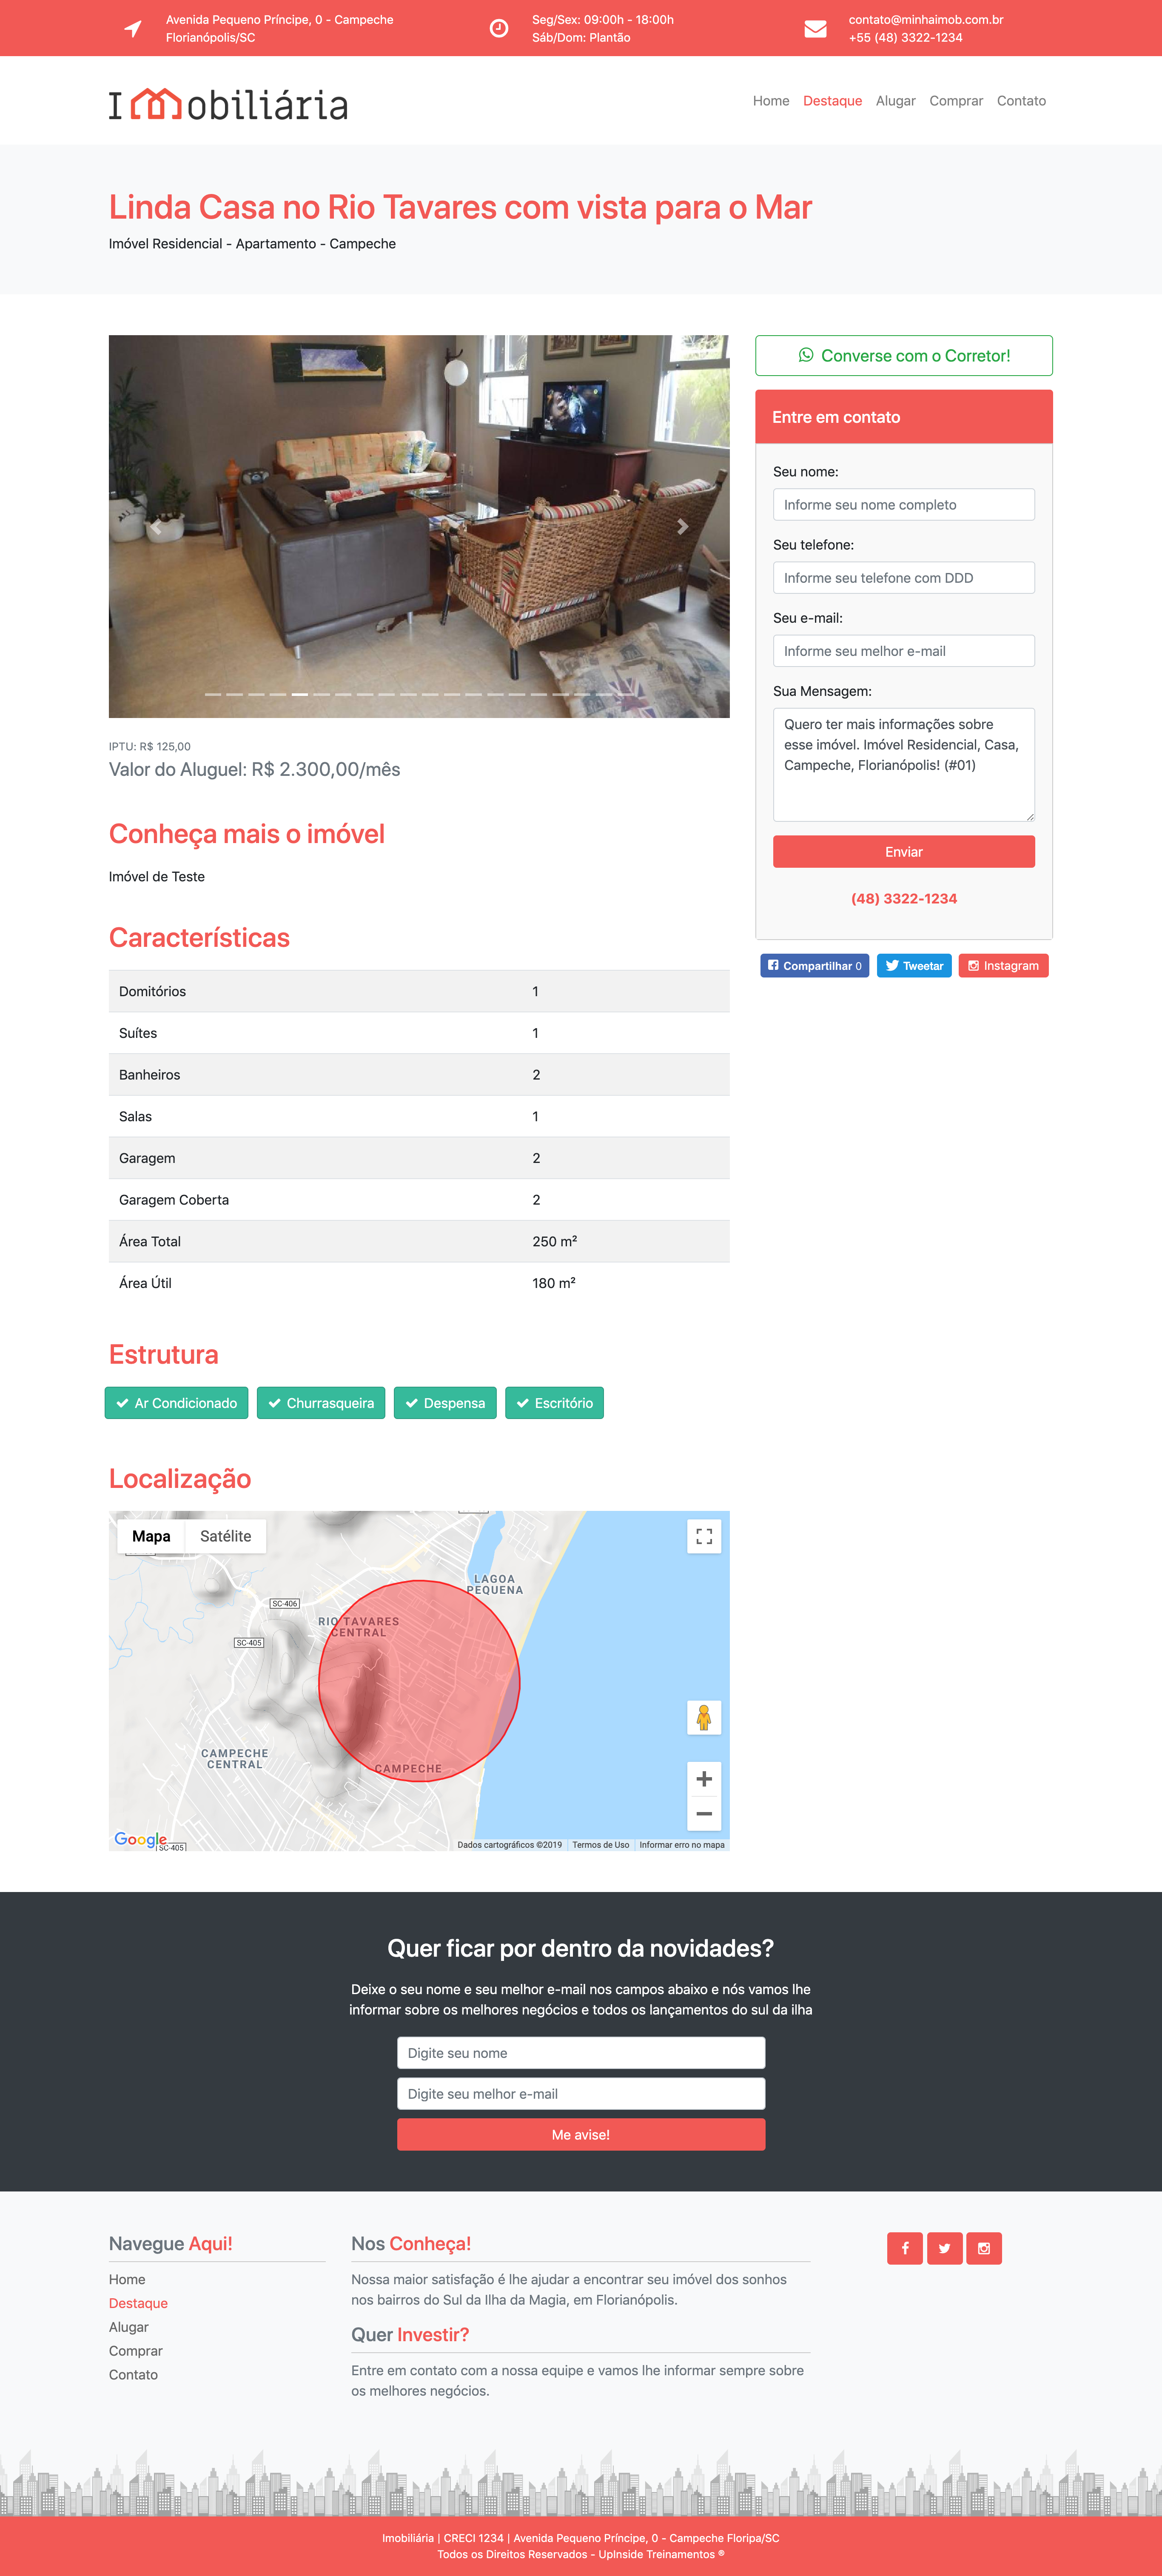 Avenida Pequeno Príncipe, 0 - Campeche
Florianópolis/SC
Seg/Sex: 09:00h - 18:00h
Sáb/Dom: Plantão
contato@minhaimob.com.br
+55 (48) 3322-1234
Imobiliária
Home Destaque Alugar Comprar Contato
Linda Casa no Rio Tavares com vista para o Mar
Imóvel Residencial - Apartamento - Campeche
IPTU: R$ 125,00
Valor do Aluguel: R$ 2.300,00/mês
Conheça mais o imóvel
Imóvel de Teste
Características
Domitórios 1
Suítes 1
Banheiros 2
Salas 1
Garagem 2
Garagem Coberta 2
Área Total 250 m²
Área Útil 180 m²
Estrutura
Ar Condicionado
Churrasqueira
Despensa
Escritório
Localização
Mapa Satélite
LAGOA
PEQUENA
SC-406
RIO TAVARES
CENTRAL
SC-405
CAMPECHE
CENTRAL
CAMPECHE
Google
SC-405
Dados cartográficos ©2019 Termos de Uso Informar erro no mapa
Converse com o Corretor!
Entre em contato
Seu nome:
Informe seu nome completo
Seu telefone:
Informe seu telefone com DDD
Seu e-mail:
Informe seu melhor e-mail
Sua Mensagem:
Quero ter mais informações sobre
esse imóvel. Imóvel Residencial, Casa,
Campeche, Florianópolis! (#01)
Enviar
(48) 3322-1234
Compartilhar 0
Tweetar
Instagram
Quer ficar por dentro da novidades?
Deixe o seu nome e seu melhor e-mail nos campos abaixo e nós vamos lhe
informar sobre os melhores negócios e todos os lançamentos do sul da ilha
Digite seu nome
Digite seu melhor e-mail
Me avise!
Navegue Aqui!
Home
Destaque
Alugar
Comprar
Contato
Nos Conheça!
Nossa maior satisfação é lhe ajudar a encontrar seu imóvel dos sonhos
nos bairros do Sul da Ilha da Magia, em Florianópolis.
Quer Investir?
Entre em contato com a nossa equipe e vamos lhe informar sempre sobre
os melhores negócios.
Imobiliária | CRECI 1234 | Avenida Pequeno Príncipe, 0 - Campeche Floripa/SC
Todos os Direitos Reservados - UpInside Treinamentos ®